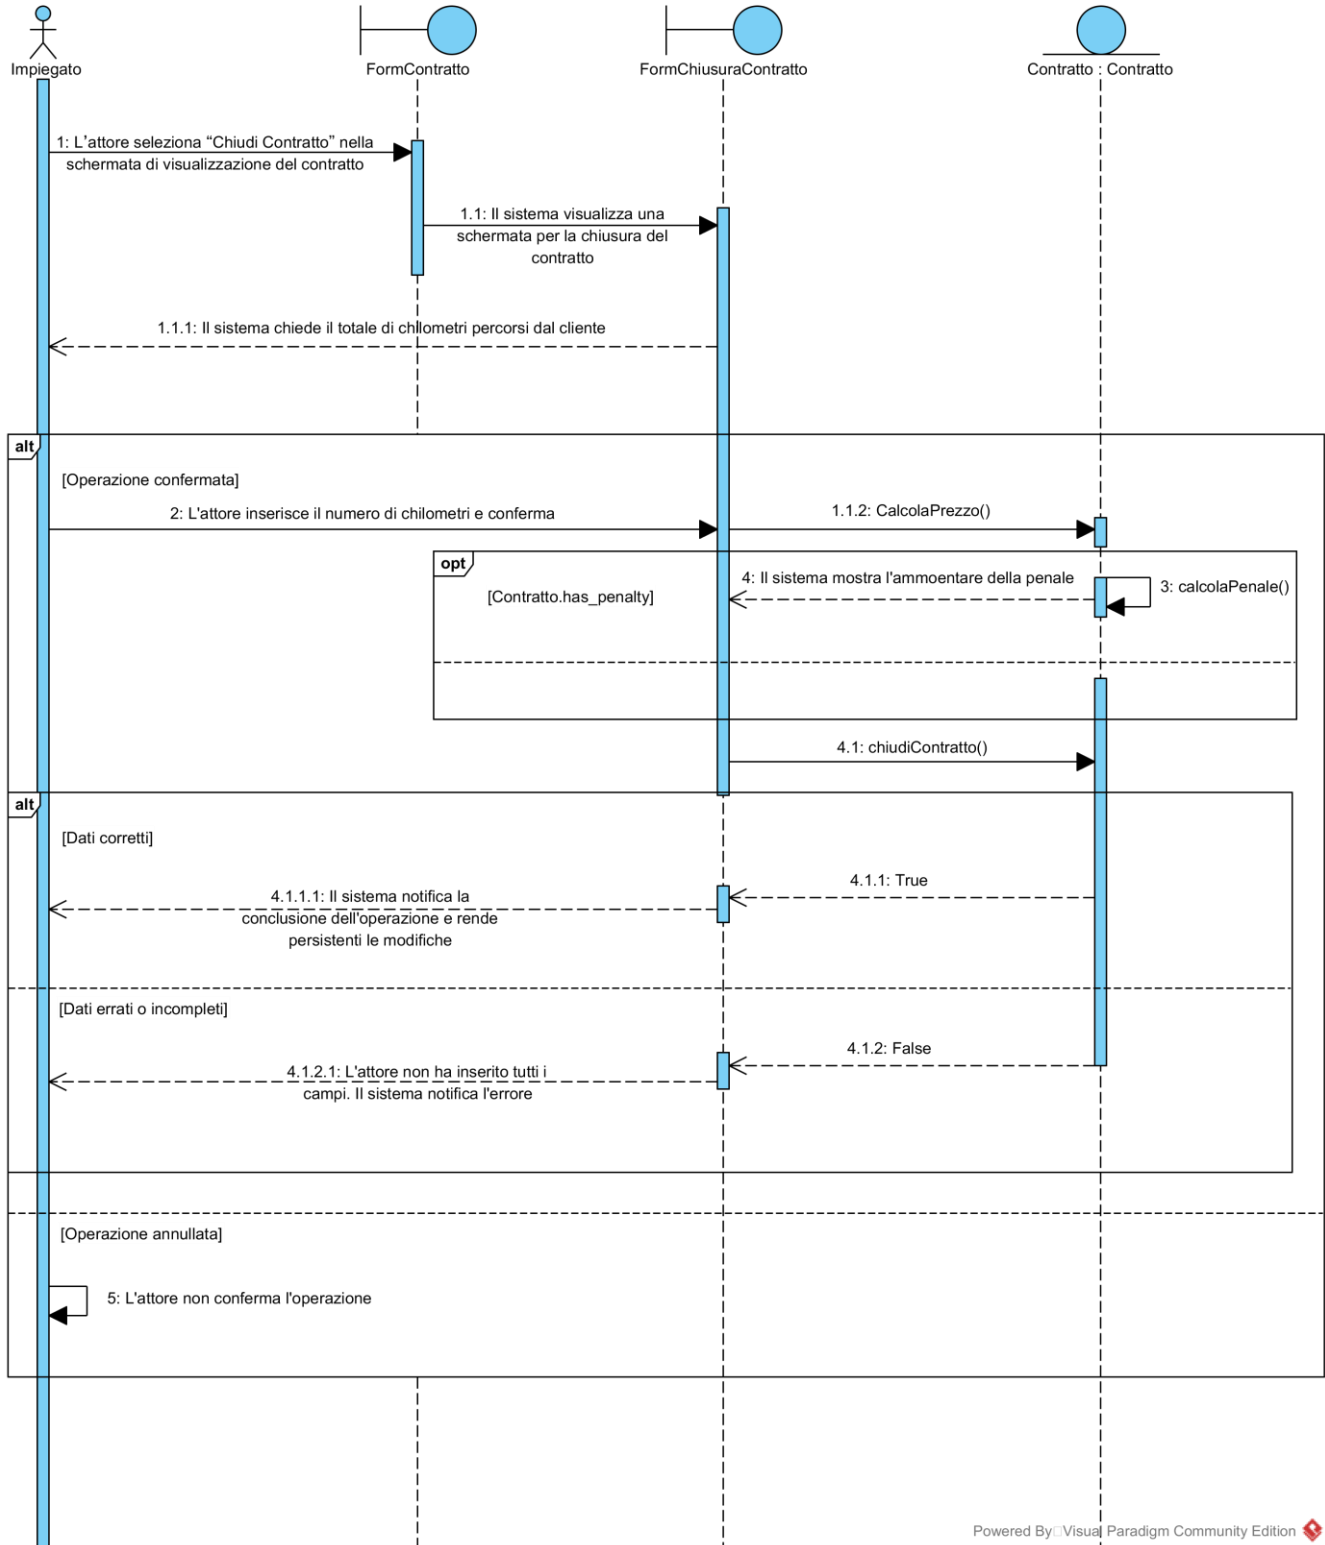 Impiegato
FormContratto
FormChiusuraContratto
Contratto : Contratto
1: L'attore seleziona “Chiudi Contratto” nella
schermata di visualizzazione del contratto
1.1: Il sistema visualizza una
schermata per la chiusura del
contratto
1.1.1: Il sistema chiede il totale di chilometri percorsi dal cliente
alt
[Operazione confermata]
2: L'attore inserisce il numero di chilometri e conferma
1.1.2: CalcolaPrezzo()
opt
[Contratto.has_penalty]
4: Il sistema mostra l'ammoentare della penale
3: calcolaPenale()
4.1: chiudiContratto()
alt
[Dati corretti]
4.1.1: True
4.1.1.1: Il sistema notifica la
conclusione dell'operazione e rende
persistenti le modifiche
[Dati errati o incompleti]
4.1.2: False
4.1.2.1: L'attore non ha inserito tutti i
campi. Il sistema notifica l'errore
[Operazione annullata]
5: L'attore non conferma l'operazione
Powered By Visual Paradigm Community Edition